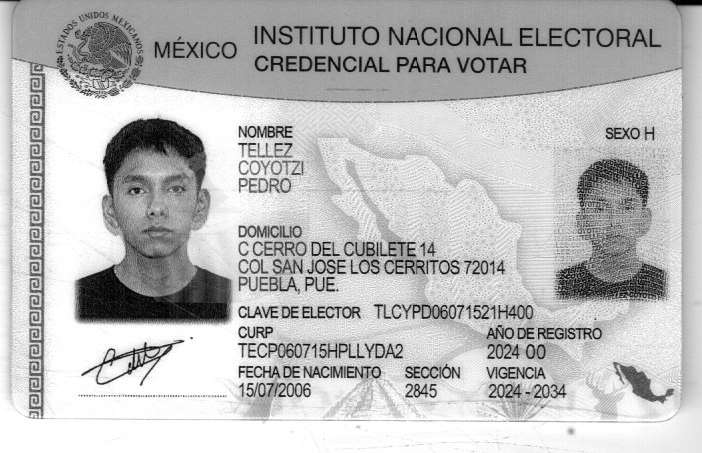 ESTADOS UNIDOS MEXICANOS
MÉXICO
INSTITUTO NACIONAL ELECTORAL
CREDENCIAL PARA VOTAR
NOMBRE
TELLEZ
COYOTZI
PEDRO
SEXO H
DOMICILIO
C CERRO DEL CUBILETE 14
COL SAN JOSE LOS CERRITOS 72014
PUEBLA, PUE.
CLAVE DE ELECTOR TLCYPD06071521H400
CURP
TECP060715HPLLYDA2
AÑO DE REGISTRO
2024 00
FECHA DE NACIMIENTO
15/07/2006
SECCIÓN
2845
VIGENCIA
2024 - 2034